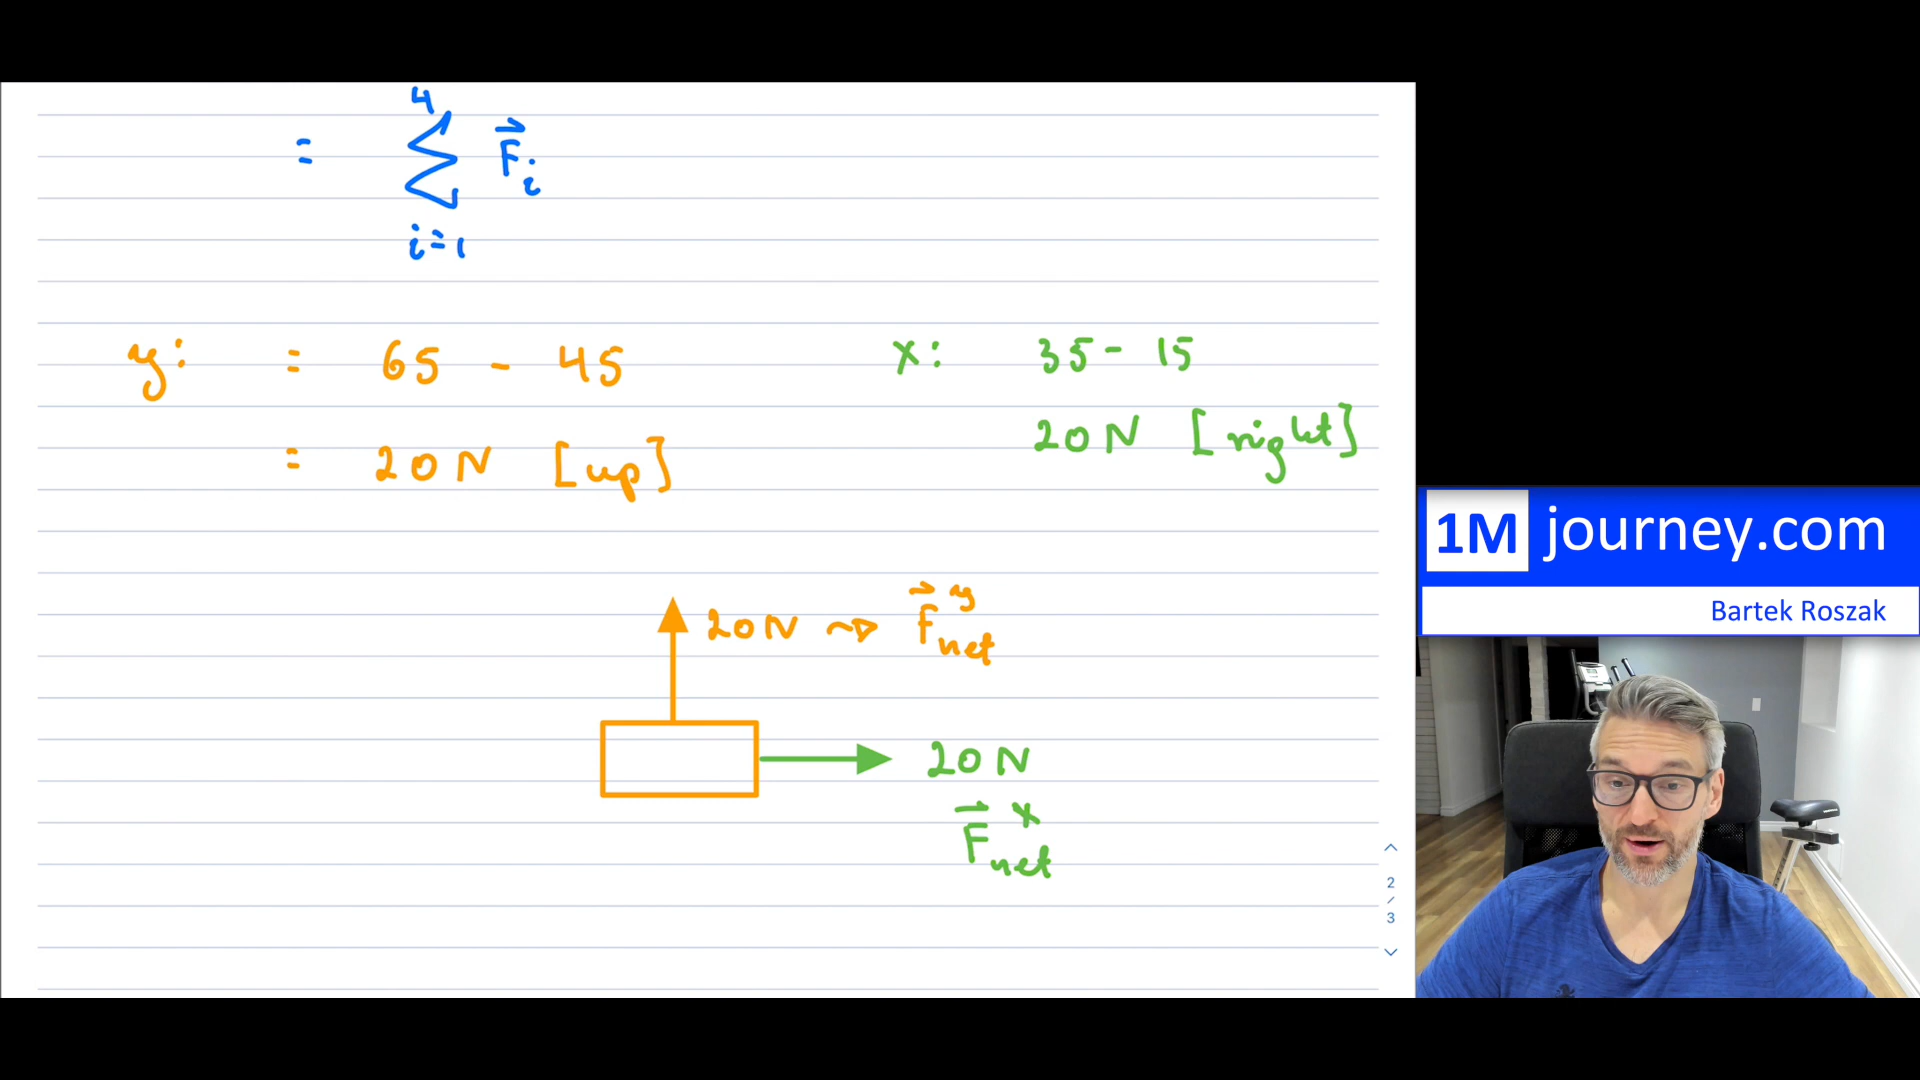 4
= ∑ F⃗i
i=1
y: = 65 - 45
= 20N [up]
x: 35 - 15
20N [right]
20N ⇝ F⃗ʸnet
20N
F⃗ˣnet
2
/
3
1M journey.com
Bartek Roszak